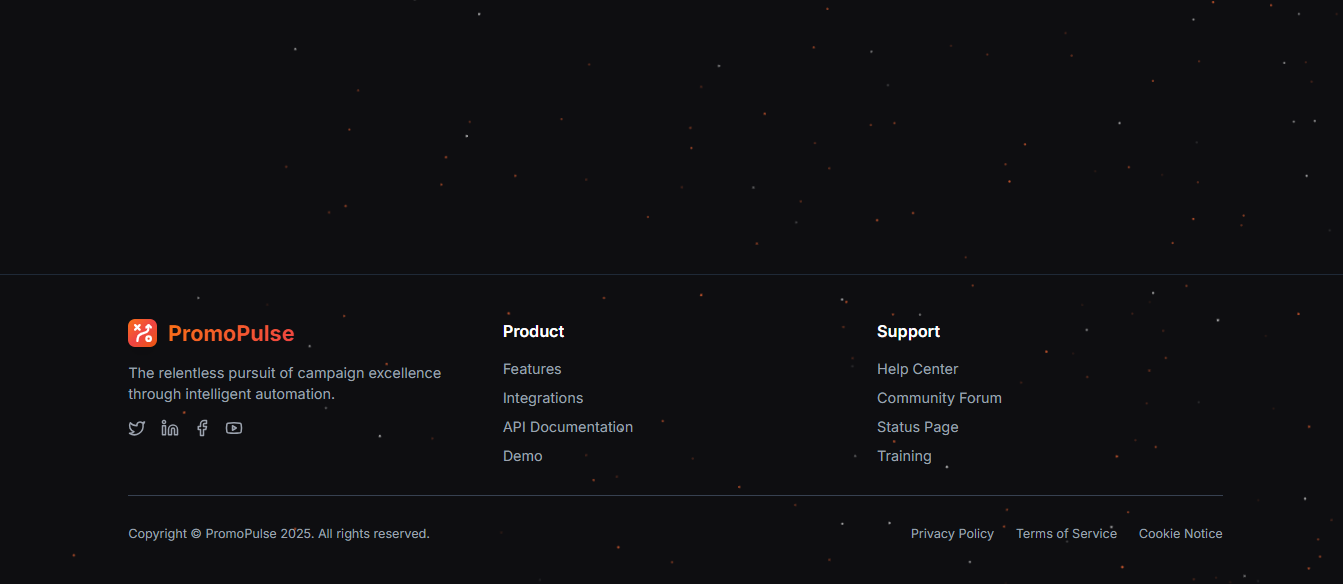 PromoPulse
The relentless pursuit of campaign excellence
through intelligent automation.
Product
Features
Integrations
API Documentation
Demo
Support
Help Center
Community Forum
Status Page
Training
Copyright © PromoPulse 2025. All rights reserved.
Privacy Policy Terms of Service Cookie Notice